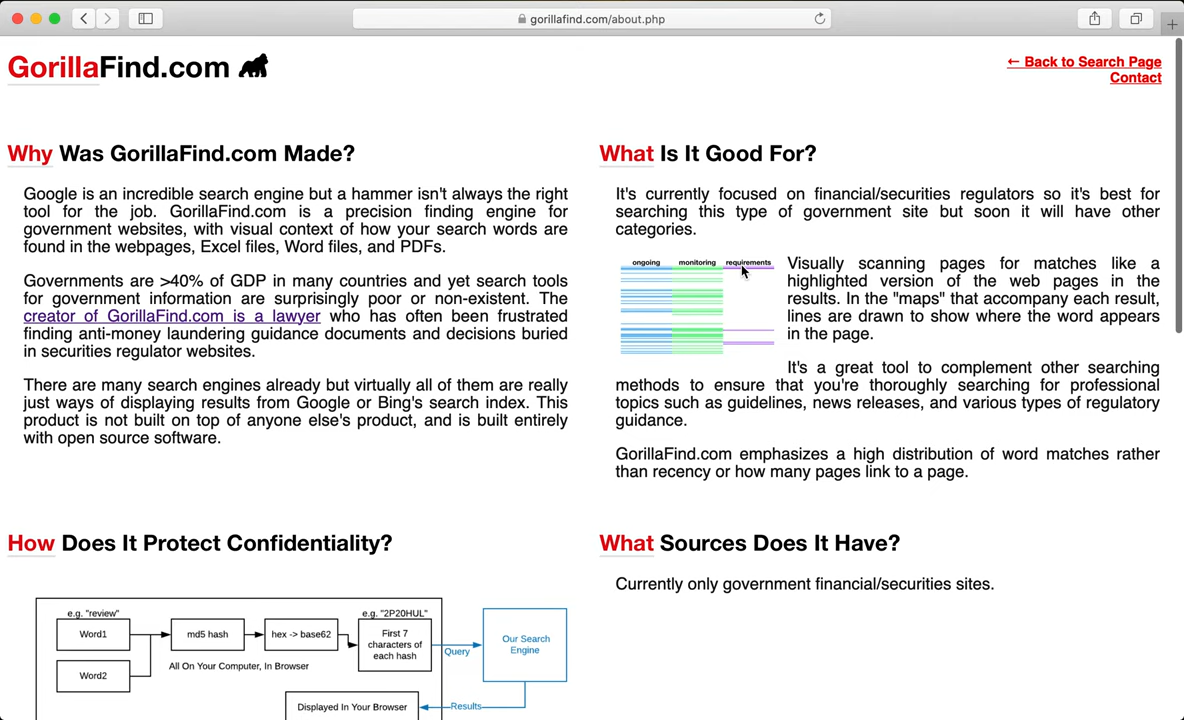 gorillafind.com/about.php
GorillaFind.com
← Back to Search Page
Contact
Why Was GorillaFind.com Made?
Google is an incredible search engine but a hammer isn't always the right
tool for the job. GorillaFind.com is a precision finding engine for
government websites, with visual context of how your search words are
found in the webpages, Excel files, Word files, and PDFs.
Governments are >40% of GDP in many countries and yet search tools
for government information are surprisingly poor or non-existent. The
creator of GorillaFind.com is a lawyer who has often been frustrated
finding anti-money laundering guidance documents and decisions buried
in securities regulator websites.
There are many search engines already but virtually all of them are really
just ways of displaying results from Google or Bing's search index. This
product is not built on top of anyone else's product, and is built entirely
with open source software.
What Is It Good For?
It's currently focused on financial/securities regulators so it's best for
searching this type of government site but soon it will have other
categories.
ongoing monitoring requirements
Visually scanning pages for matches like a
highlighted version of the web pages in the
results. In the "maps" that accompany each result,
lines are drawn to show where the word appears
in the page.
It's a great tool to complement other searching
methods to ensure that you're thoroughly searching for professional
topics such as guidelines, news releases, and various types of regulatory
guidance.
GorillaFind.com emphasizes a high distribution of word matches rather
than recency or how many pages link to a page.
How Does It Protect Confidentiality?
e.g. "review"
Word1
Word2
md5 hash
hex -> base62
All On Your Computer, In Browser
e.g. "2P20HUL"
First 7
characters of
each hash
Query
Our Search
Engine
Displayed In Your Browser
Results
What Sources Does It Have?
Currently only government financial/securities sites.